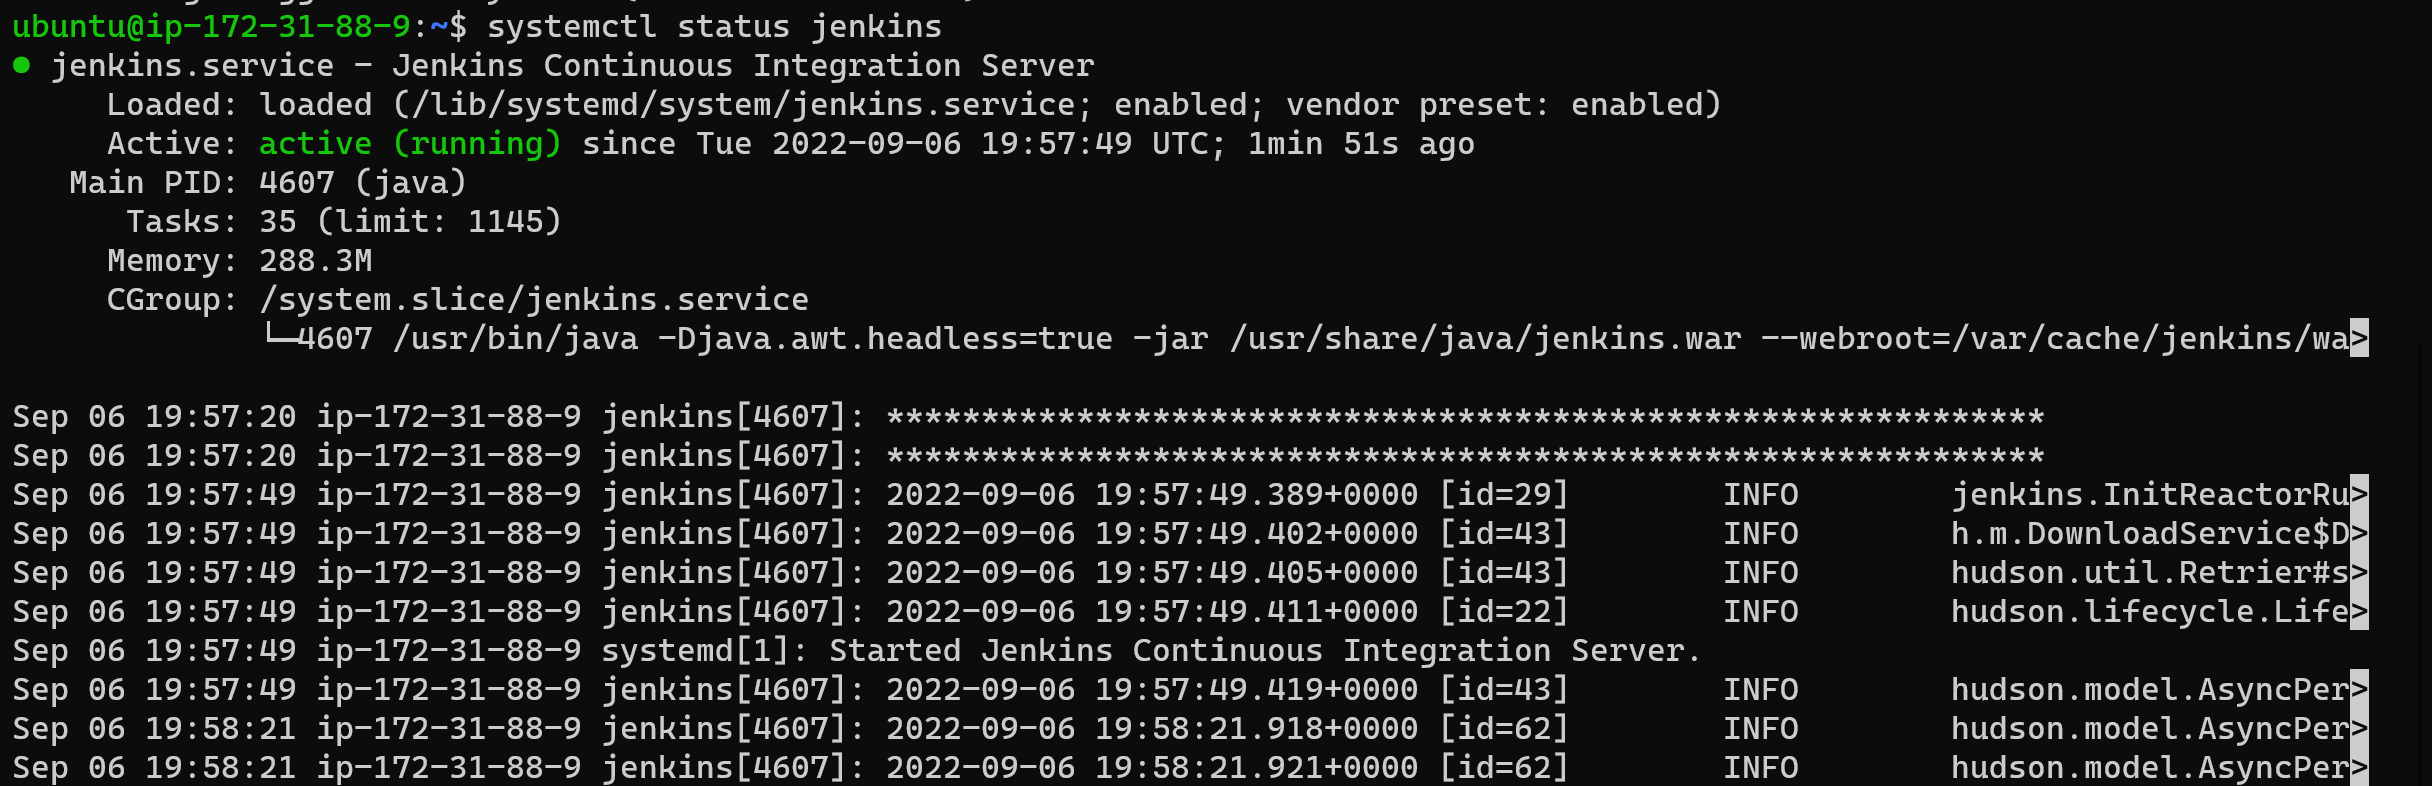 ubuntu@ip-172-31-88-9:~$ systemctl status jenkins
● jenkins.service - Jenkins Continuous Integration Server
     Loaded: loaded (/lib/systemd/system/jenkins.service; enabled; vendor preset: enabled)
     Active: active (running) since Tue 2022-09-06 19:57:49 UTC; 1min 51s ago
   Main PID: 4607 (java)
      Tasks: 35 (limit: 1145)
     Memory: 288.3M
     CGroup: /system.slice/jenkins.service
             └─4607 /usr/bin/java -Djava.awt.headless=true -jar /usr/share/java/jenkins.war --webroot=/var/cache/jenkins/wa>
Sep 06 19:57:20 ip-172-31-88-9 jenkins[4607]: *************************************************************
Sep 06 19:57:20 ip-172-31-88-9 jenkins[4607]: *************************************************************
Sep 06 19:57:49 ip-172-31-88-9 jenkins[4607]: 2022-09-06 19:57:49.389+0000 [id=29]        INFO        jenkins.InitReactorRu>
Sep 06 19:57:49 ip-172-31-88-9 jenkins[4607]: 2022-09-06 19:57:49.402+0000 [id=43]        INFO        h.m.DownloadService$D>
Sep 06 19:57:49 ip-172-31-88-9 jenkins[4607]: 2022-09-06 19:57:49.405+0000 [id=43]        INFO        hudson.util.Retrier#s>
Sep 06 19:57:49 ip-172-31-88-9 jenkins[4607]: 2022-09-06 19:57:49.411+0000 [id=22]        INFO        hudson.lifecycle.Life>
Sep 06 19:57:49 ip-172-31-88-9 systemd[1]: Started Jenkins Continuous Integration Server.
Sep 06 19:57:49 ip-172-31-88-9 jenkins[4607]: 2022-09-06 19:57:49.419+0000 [id=43]        INFO        hudson.model.AsyncPer>
Sep 06 19:58:21 ip-172-31-88-9 jenkins[4607]: 2022-09-06 19:58:21.918+0000 [id=62]        INFO        hudson.model.AsyncPer>
Sep 06 19:58:21 ip-172-31-88-9 jenkins[4607]: 2022-09-06 19:58:21.921+0000 [id=62]        INFO        hudson.model.AsyncPer>